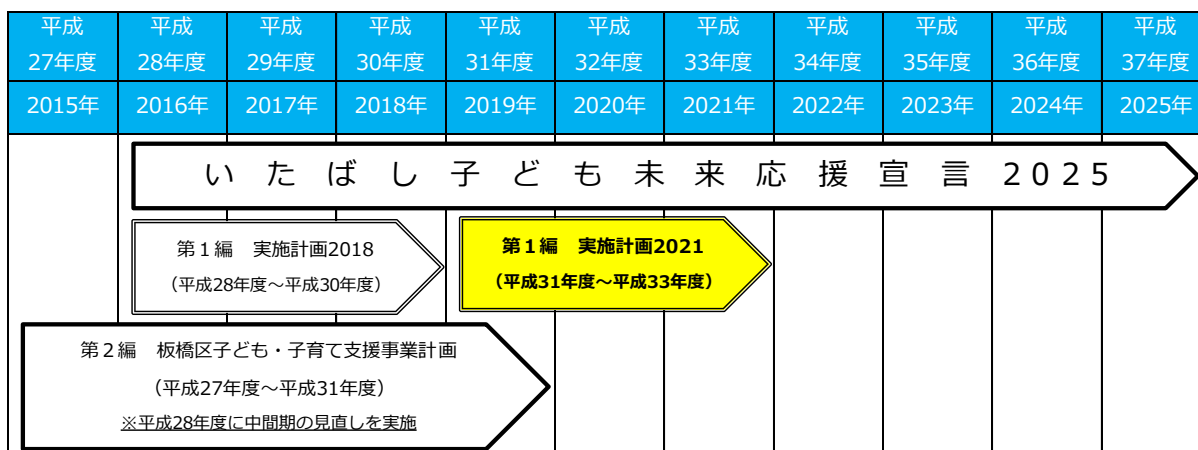 平成 平成 平成 平成 平成 平成 平成 平成 平成 平成 平成
27年度 28年度 29年度 30年度 31年度 32年度 33年度 34年度 35年度 36年度 37年度
2015年 2016年 2017年 2018年 2019年 2020年 2021年 2022年 2023年 2024年 2025年
いたばし子ども未来応援宣言2025
第1編　実施計画2018
（平成28年度～平成30年度）
第1編　実施計画2021
（平成31年度～平成33年度）
第2編　板橋区子ども・子育て支援事業計画
（平成27年度～平成31年度）
※平成28年度に中間期の見直しを実施